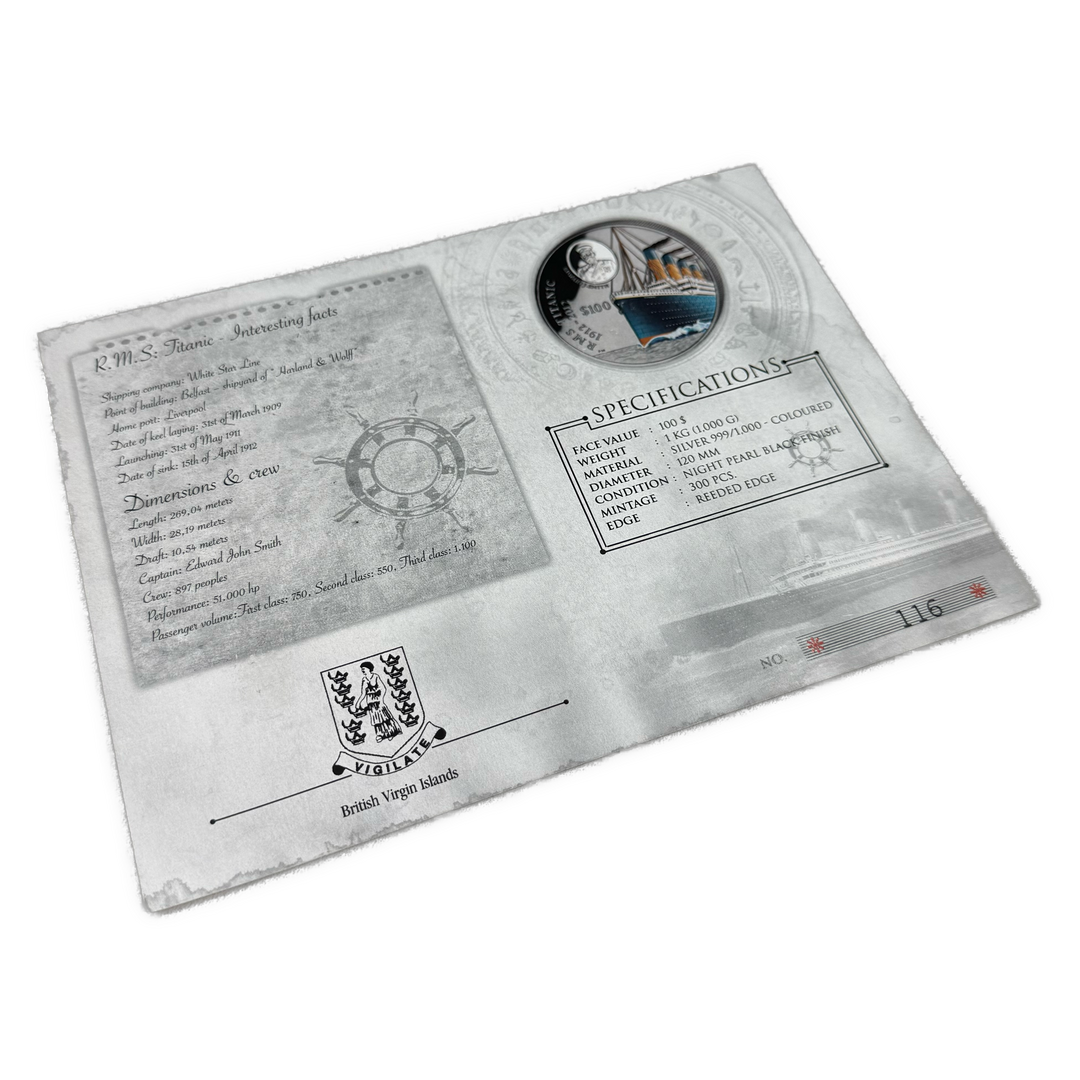 R.M.S: Titanic - Interesting facts
Shipping company: White Star Line
Point of building: Belfast - shipyard of " Harland & Wolff"
Home port: Liverpool
Date of keel laying: 31st of March 1909
Launching: 31st of May 1911
Date of sink: 15th of April 1912
Dimensions & crew
Length: 269,04 meters
Width: 28,19 meters
Draft: 10,54 meters
Captain: Edward John Smith
Crew: 897 peoples
Performance: 51.000 hp
Passenger volume:First class: 750, Second class: 550, Third class: 1.100
VIGILATE
British Virgin Islands
R M S TITANIC
1912 - 2012
$100
SPECIFICATIONS
FACE VALUE : 100 $
WEIGHT : 1 KG (1.000 G)
MATERIAL : SILVER 999/1.000 - COLOURED
DIAMETER : 120 MM
CONDITION : NIGHT PEARL BLACK FINISH
MINTAGE : 300 PCS.
EDGE : REEDED EDGE
NO. * 116 *